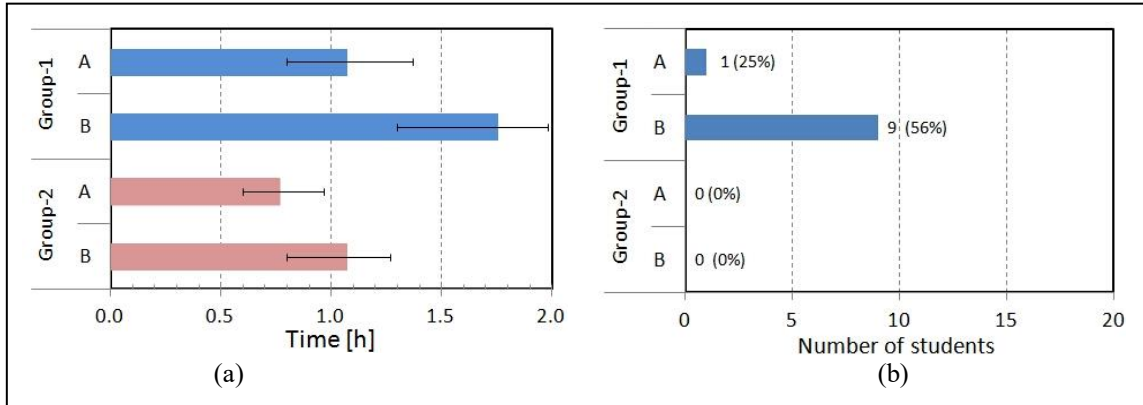 Group-1
A
B
Group-2
A
B
0.0 0.5 1.0 1.5 2.0
Time [h]
(a)
Group-1
A
1 (25%)
B
9 (56%)
Group-2
A
0 (0%)
B
0 (0%)
0 5 10 15 20
Number of students
(b)